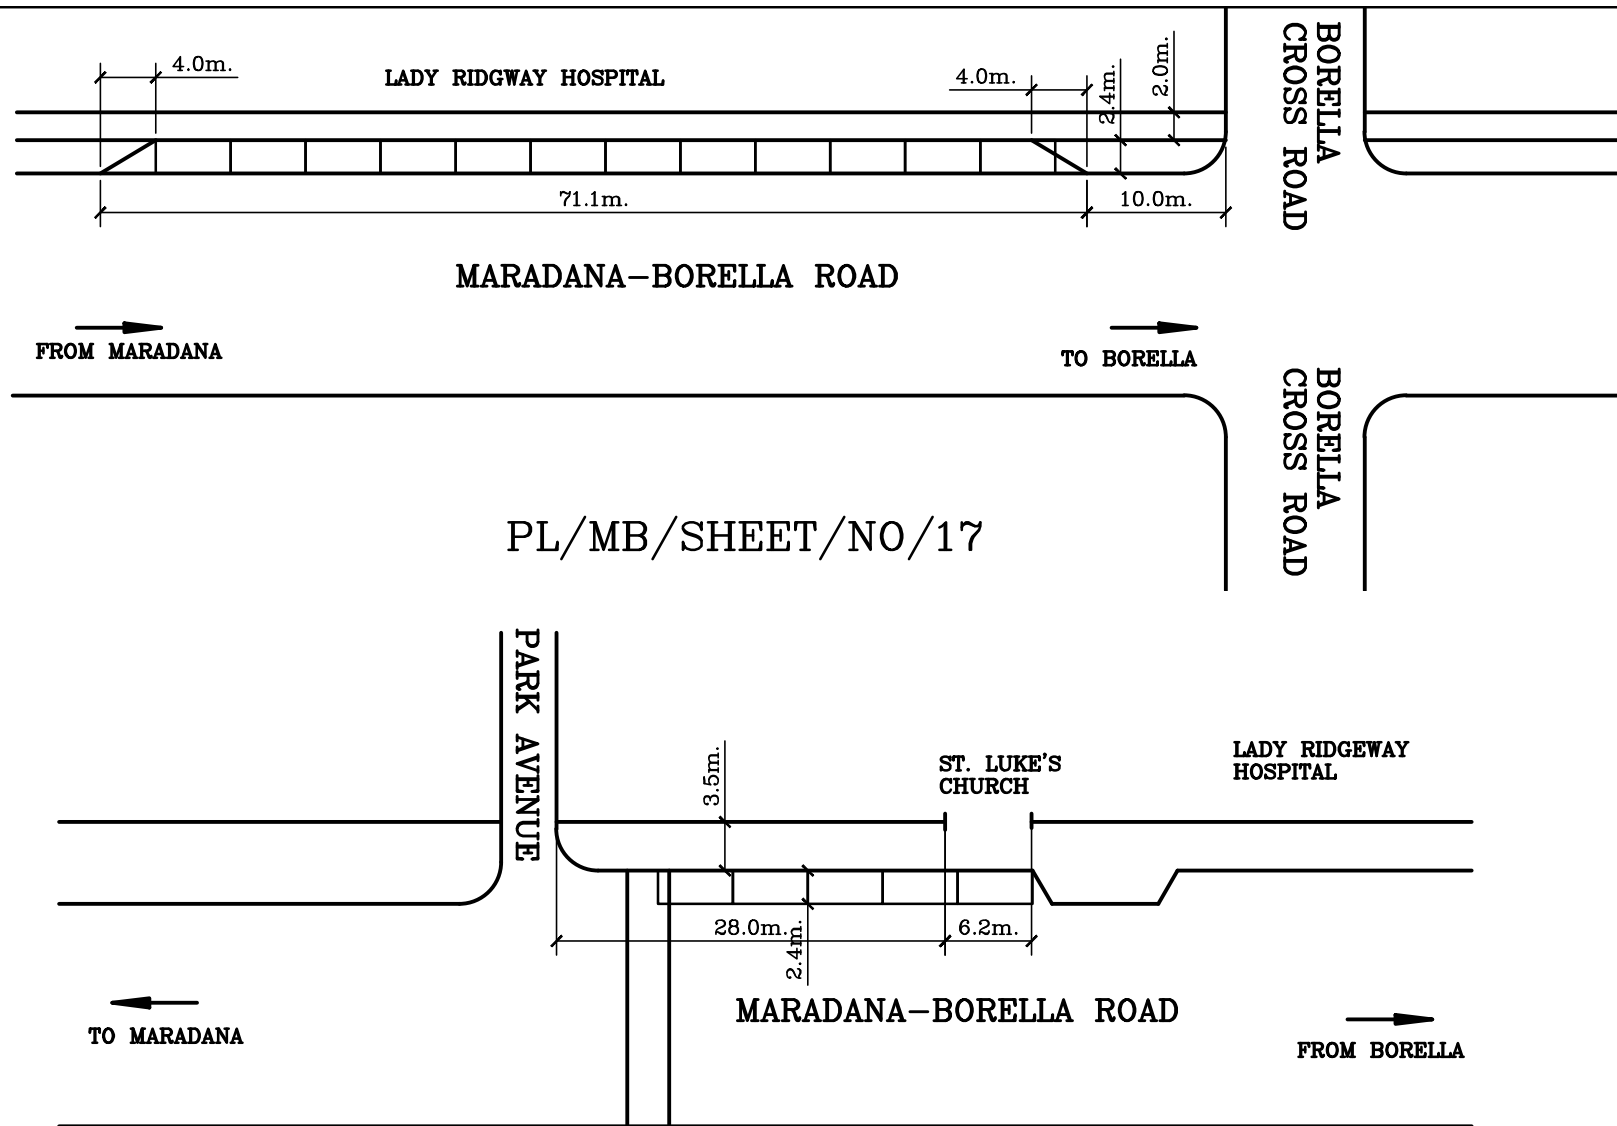 4.0m.
LADY RIDGWAY HOSPITAL
4.0m.
2.4m.
2.0m.
BORELLA
CROSS ROAD
71.1m.
10.0m.
MARADANA-BORELLA ROAD
FROM MARADANA
TO BORELLA
BORELLA
CROSS ROAD
PL/MB/SHEET/NO/17
PARK AVENUE
3.5m.
ST. LUKE'S
CHURCH
LADY RIDGEWAY
HOSPITAL
28.0m.
6.2m.
2.4m.
MARADANA-BORELLA ROAD
TO MARADANA
FROM BORELLA